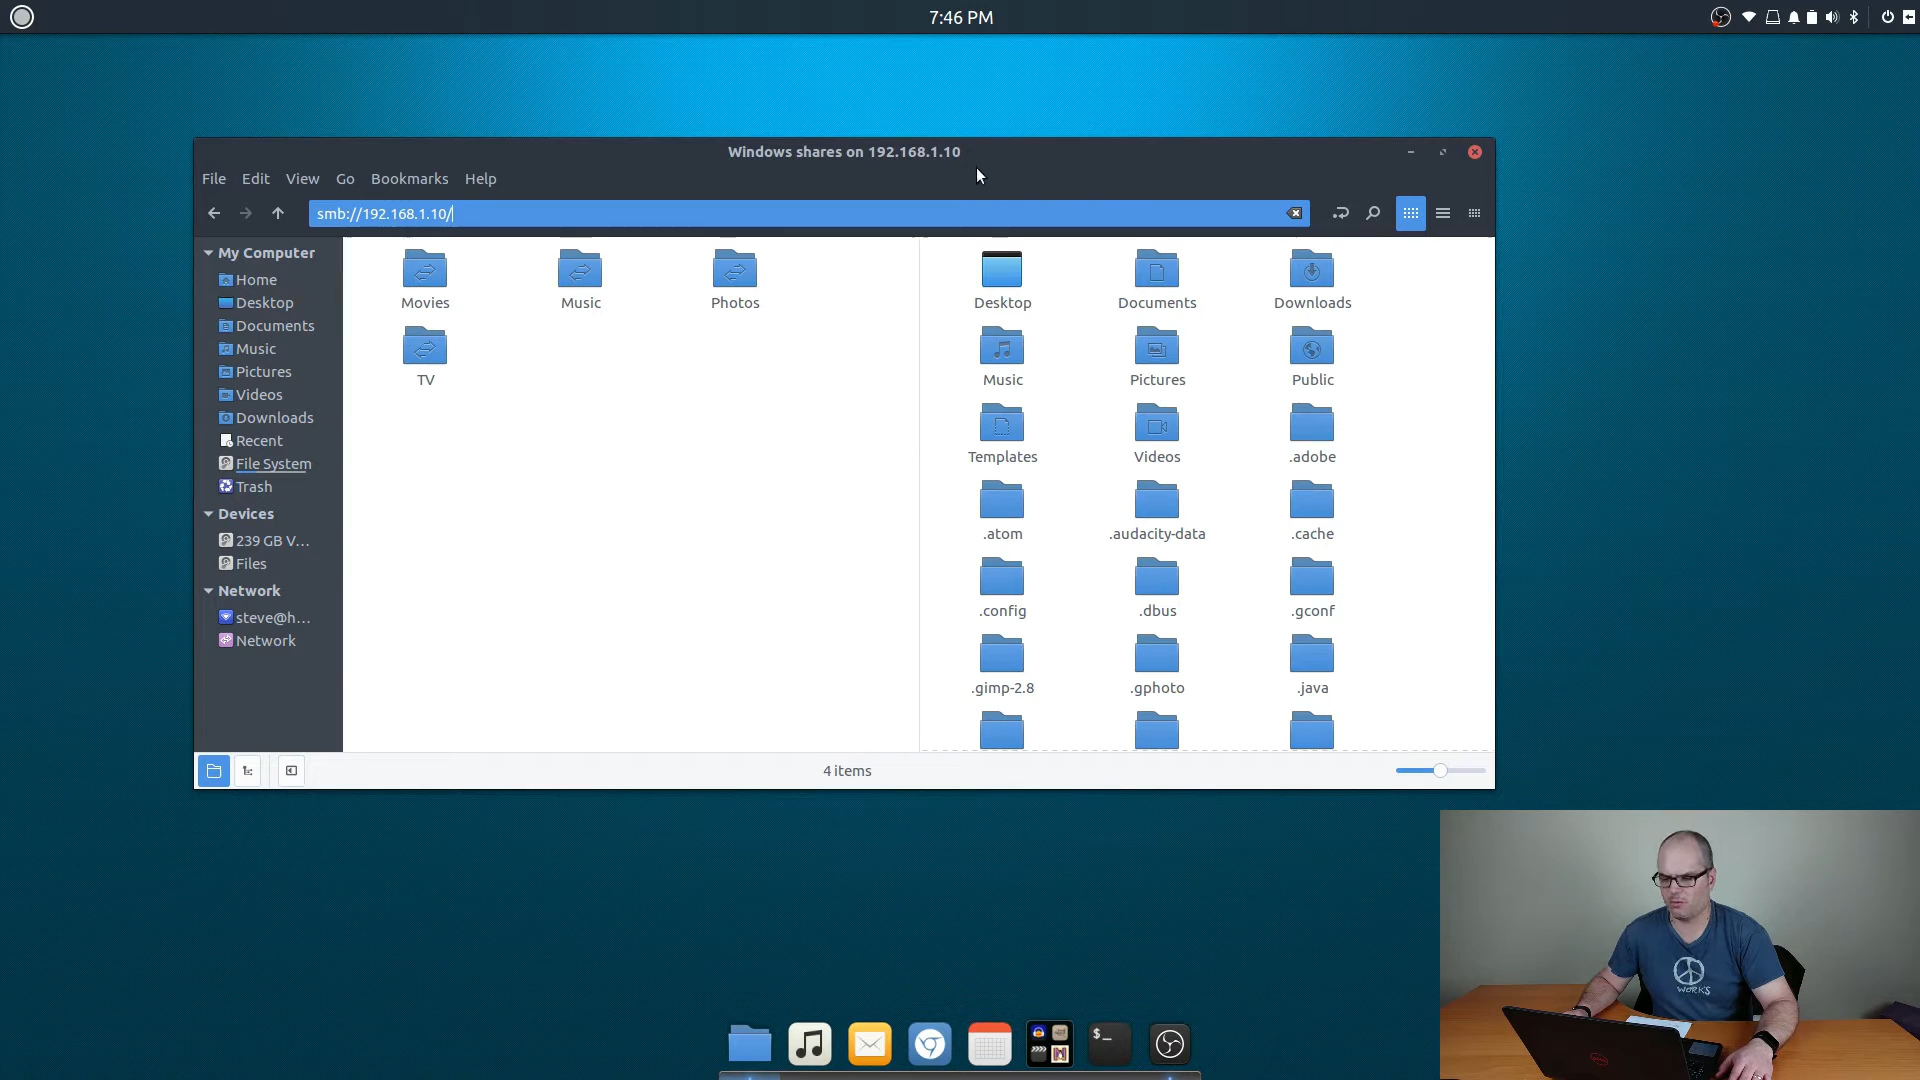 7:46 PM
Windows shares on 192.168.1.10
File Edit View Go Bookmarks Help
smb://192.168.1.10/
My Computer
Home
Desktop
Documents
Music
Pictures
Videos
Downloads
Recent
File System
Trash
Devices
239 GB V...
Files
Network
steve@h...
Network
Movies Music Photos
TV
Desktop Documents Downloads
Music Pictures Public
Templates Videos .adobe
.atom .audacity-data .cache
.config .dbus .gconf
.gimp-2.8 .gphoto .java
4 items
$_
WORKS